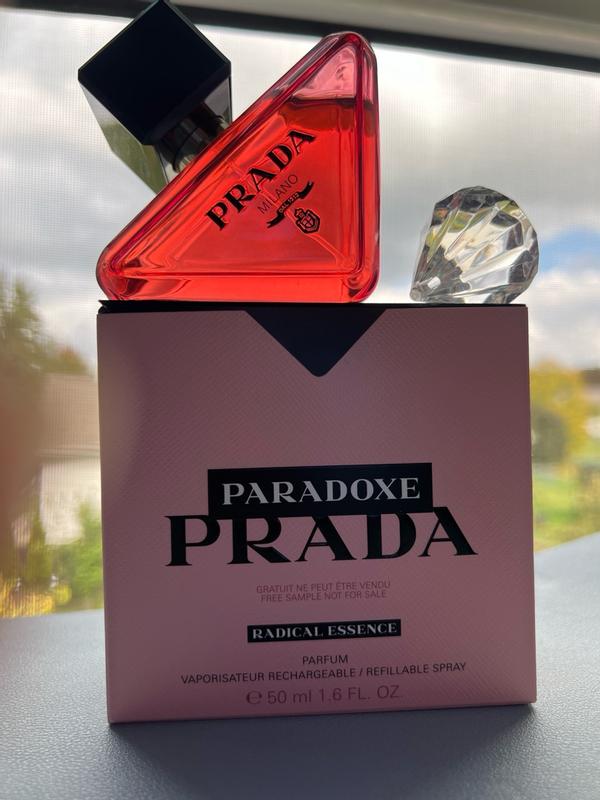 PRADA
MILANO
DAL 1913
PARADOXE
PRADA
GRATUIT NE PEUT ÊTRE VENDU
FREE SAMPLE NOT FOR SALE
RADICAL ESSENCE
PARFUM
VAPORISATEUR RECHARGEABLE / REFILLABLE SPRAY
℮ 50 ml 1.6 FL. OZ.